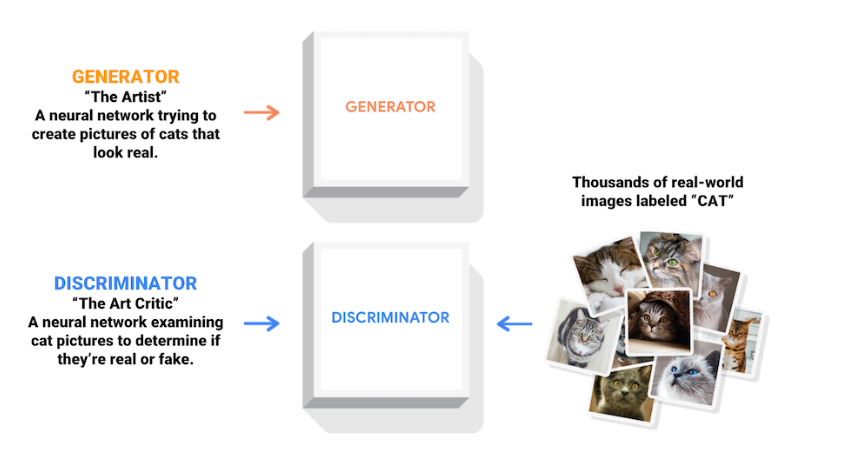 GENERATOR
“The Artist”
A neural network trying to
create pictures of cats that
look real.
GENERATOR
Thousands of real-world
images labeled “CAT”
DISCRIMINATOR
“The Art Critic”
A neural network examining
cat pictures to determine if
they’re real or fake.
DISCRIMINATOR